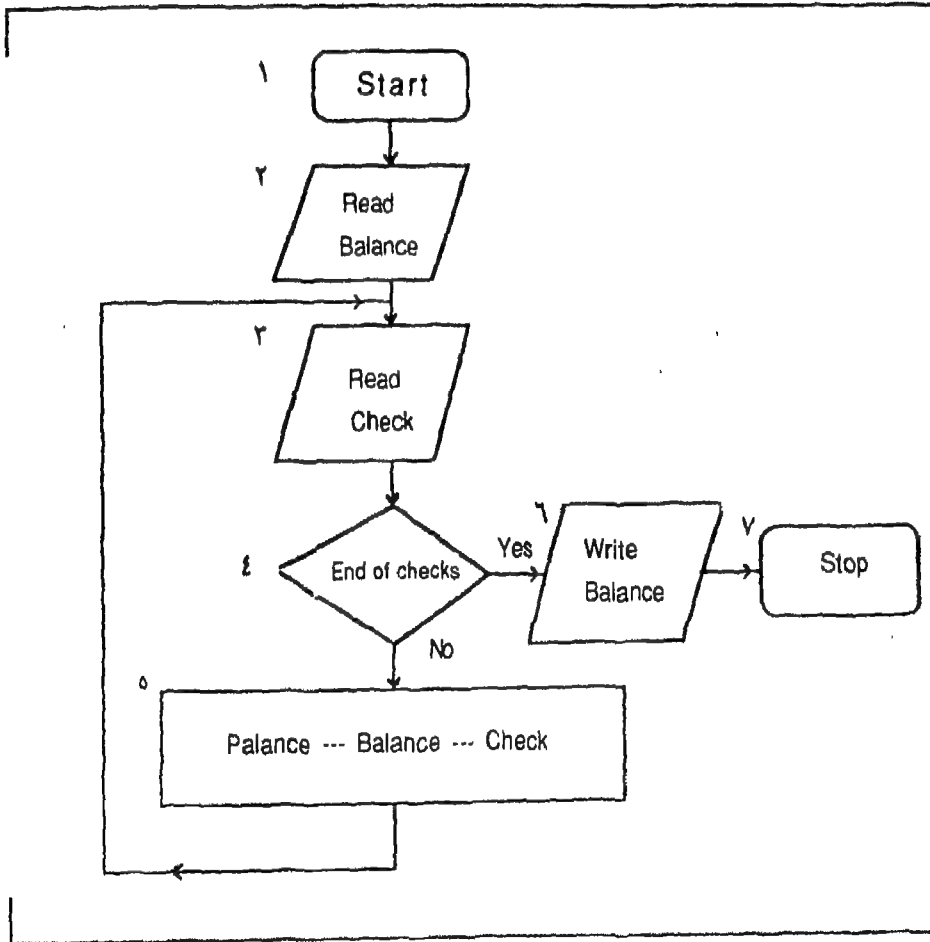 ١
Start
٢
Read
Balance
٣
Read
Check
٤
End of checks
Yes
No
٦
Write
Balance
٧
Stop
٥
Palance --- Balance --- Check